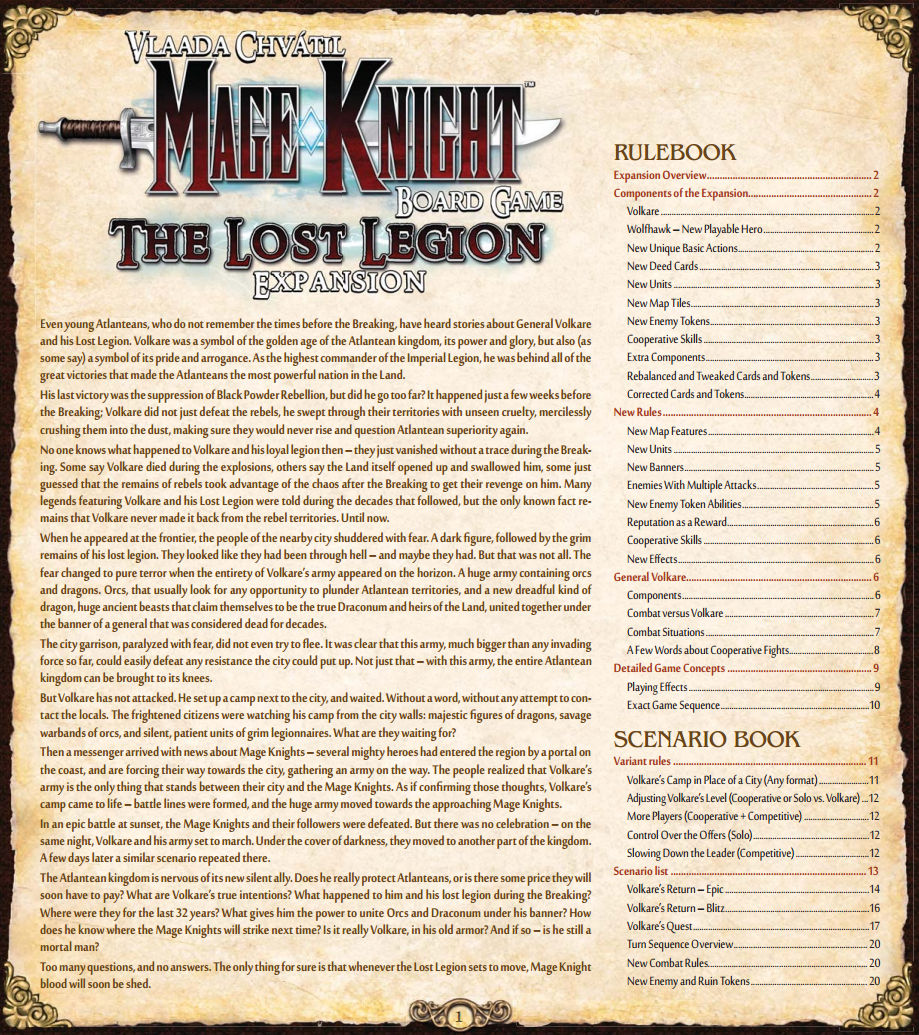 VLAADA CHVÁTIL
MAGE KNIGHT™
BOARD GAME
THE LOST LEGION
EXPANSION
Even young Atlanteans, who do not remember the times before the Breaking, have heard stories about General Volkare
and his Lost Legion. Volkare was a symbol of the golden age of the Atlantean kingdom, its power and glory, but also (as
some say) a symbol of its pride and arrogance. As the highest commander of the Imperial Legion, he was behind all of the
great victories that made the Atlanteans the most powerful nation in the Land.
His last victory was the suppression of Black Powder Rebellion, but did he go too far? It happened just a few weeks before
the Breaking; Volkare did not just defeat the rebels, he swept through their territories with unseen cruelty, mercilessly
crushing them into the dust, making sure they would never rise and question Atlantean superiority again.
No one knows what happened to Volkare and his loyal legion then – they just vanished without a trace during the Break-
ing. Some say Volkare died during the explosions, others say the Land itself opened up and swallowed him, some just
guessed that the remains of rebels took advantage of the chaos after the Breaking to get their revenge on him. Many
legends featuring Volkare and his Lost Legion were told during the decades that followed, but the only known fact re-
mains that Volkare never made it back from the rebel territories. Until now.
When he appeared at the frontier, the people of the nearby city shuddered with fear. A dark figure, followed by the grim
remains of his lost legion. They looked like they had been through hell – and maybe they had. But that was not all. The
fear changed to pure terror when the entirety of Volkare's army appeared on the horizon. A huge army containing orcs
and dragons. Orcs, that usually look for any opportunity to plunder Atlantean territories, and a new dreadful kind of
dragon, huge ancient beasts that claim themselves to be the true Draconum and heirs of the Land, united together under
the banner of a general that was considered dead for decades.
The city garrison, paralyzed with fear, did not even try to flee. It was clear that this army, much bigger than any invading
force so far, could easily defeat any resistance the city could put up. Not just that – with this army, the entire Atlantean
kingdom can be brought to its knees.
But Volkare has not attacked. He set up a camp next to the city, and waited. Without a word, without any attempt to con-
tact the locals. The frightened citizens were watching his camp from the city walls: majestic figures of dragons, savage
warbands of orcs, and silent, patient units of grim legionnaires. What are they waiting for?
Then a messenger arrived with news about Mage Knights – several mighty heroes had entered the region by a portal on
the coast, and are forcing their way towards the city, gathering an army on the way. The people realized that Volkare's
army is the only thing that stands between their city and the Mage Knights. As if confirming those thoughts, Volkare's
camp came to life – battle lines were formed, and the huge army moved towards the approaching Mage Knights.
In an epic battle at sunset, the Mage Knights and their followers were defeated. But there was no celebration – on the
same night, Volkare and his army set to march. Under the cover of darkness, they moved to another part of the kingdom.
A few days later a similar scenario repeated there.
The Atlantean kingdom is nervous of its new silent ally. Does he really protect Atlanteans, or is there some price they will
soon have to pay? What are Volkare's true intentions? What happened to him and his lost legion during the Breaking?
Where were they for the last 32 years? What gives him the power to unite Orcs and Draconum under his banner? How
does he know where the Mage Knights will strike next time? Is it really Volkare, in his old armor? And if so – is he still a
mortal man?
Too many questions, and no answers. The only thing for sure is that whenever the Lost Legion sets to move, Mage Knight
blood will soon be shed.
RULEBOOK
Expansion Overview 2
Components of the Expansion 2
Volkare 2
Wolfhawk – New Playable Hero 2
New Unique Basic Actions 2
New Deed Cards 3
New Units 3
New Map Tiles 3
New Enemy Tokens 3
Cooperative Skills 3
Extra Components 3
Rebalanced and Tweaked Cards and Tokens 3
Corrected Cards and Tokens 4
New Rules 4
New Map Features 4
New Units 5
New Banners 5
Enemies With Multiple Attacks 5
New Enemy Token Abilities 5
Reputation as a Reward 6
Cooperative Skills 6
New Effects 6
General Volkare 6
Components 6
Combat versus Volkare 7
Combat Situations 7
A Few Words about Cooperative Fights 8
Detailed Game Concepts 9
Playing Effects 9
Exact Game Sequence 10
SCENARIO BOOK
Variant rules 11
Volkare's Camp in Place of a City (Any format) 11
Adjusting Volkare's Level (Cooperative or Solo vs. Volkare) 12
More Players (Cooperative + Competitive) 12
Control Over the Offers (Solo) 12
Slowing Down the Leader (Competitive) 12
Scenario list 13
Volkare's Return – Epic 14
Volkare's Return – Blitz 16
Volkare's Quest 17
Turn Sequence Overview 20
New Combat Rules 20
New Enemy and Ruin Tokens 20
1